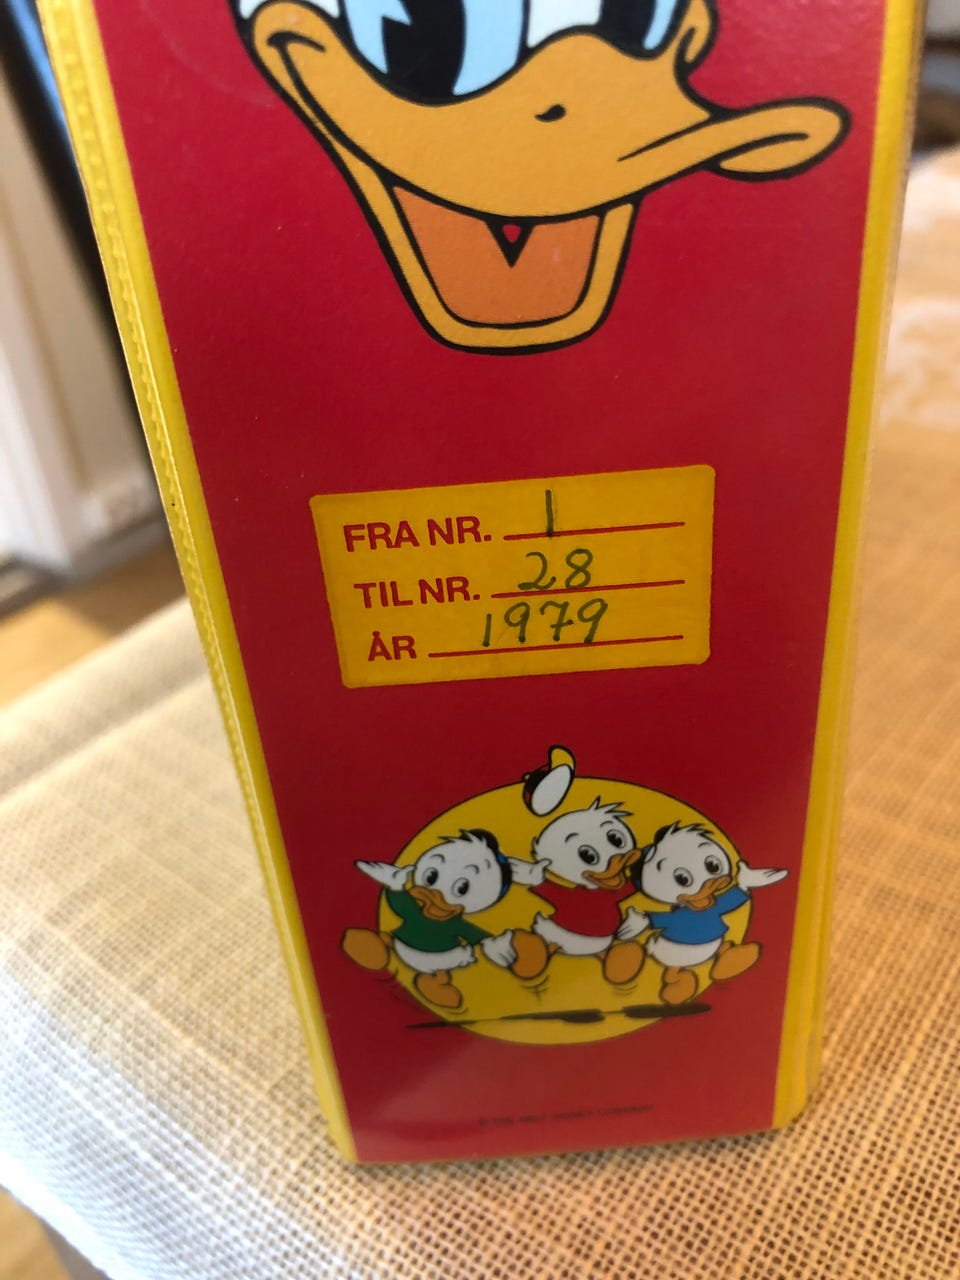 FRA NR. 1
TIL NR. 28
ÅR 1979